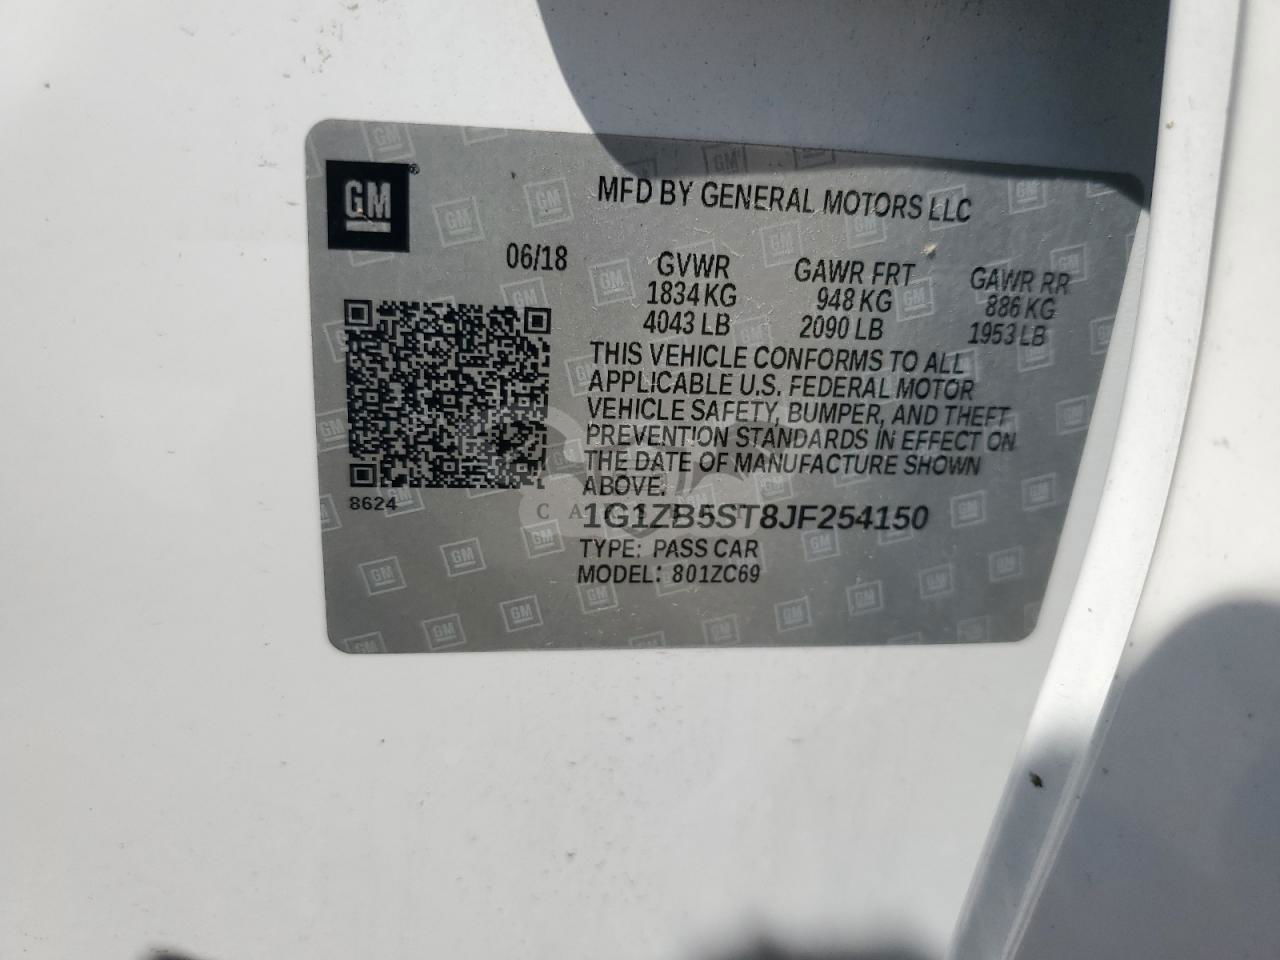 GM
MFD BY GENERAL MOTORS LLC
06/18
GVWR GAWR FRT GAWR RR
1834 KG 948 KG 886 KG
4043 LB 2090 LB 1953 LB
THIS VEHICLE CONFORMS TO ALL
APPLICABLE U.S. FEDERAL MOTOR
VEHICLE SAFETY, BUMPER, AND THEFT
PREVENTION STANDARDS IN EFFECT ON
THE DATE OF MANUFACTURE SHOWN
ABOVE.
8624
1G1ZB5ST8JF254150
TYPE: PASS CAR
MODEL: 801ZC69